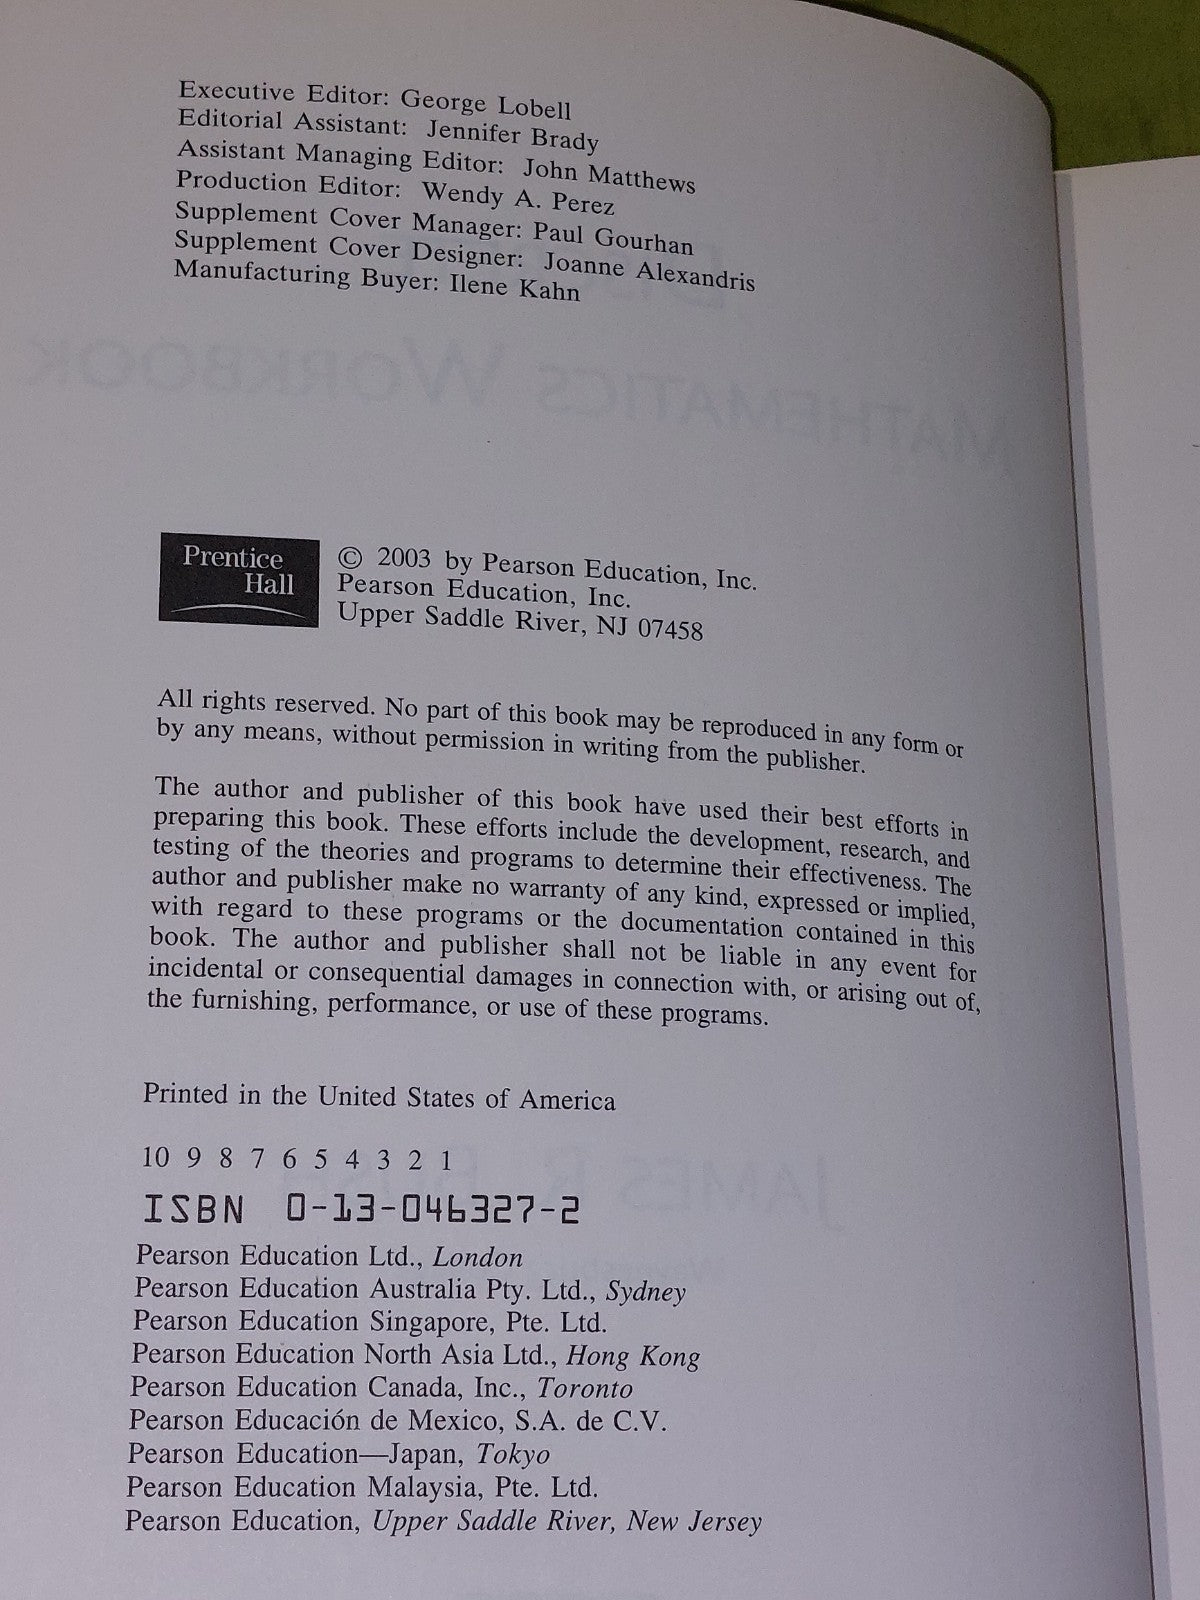 Executive Editor: George Lobell
Editorial Assistant: Jennifer Brady
Assistant Managing Editor: John Matthews
Production Editor: Wendy A. Perez
Supplement Cover Manager: Paul Gourhan
Supplement Cover Designer: Joanne Alexandris
Manufacturing Buyer: Ilene Kahn
MATHEMATICS WORKBOOK
Prentice
Hall
© 2003 by Pearson Education, Inc.
Pearson Education, Inc.
Upper Saddle River, NJ 07458
All rights reserved. No part of this book may be reproduced in any form or
by any means, without permission in writing from the publisher.
The author and publisher of this book have used their best efforts in
preparing this book. These efforts include the development, research, and
testing of the theories and programs to determine their effectiveness. The
author and publisher make no warranty of any kind, expressed or implied,
with regard to these programs or the documentation contained in this
book. The author and publisher shall not be liable in any event for
incidental or consequential damages in connection with, or arising out of,
the furnishing, performance, or use of these programs.
Printed in the United States of America
10 9 8 7 6 5 4 3 2 1
ISBN 0-13-046327-2
JAMES R.
Pearson Education Ltd., London
Pearson Education Australia Pty. Ltd., Sydney
Pearson Education Singapore, Pte. Ltd.
Pearson Education North Asia Ltd., Hong Kong
Pearson Education Canada, Inc., Toronto
Pearson Educación de Mexico, S.A. de C.V.
Pearson Education—Japan, Tokyo
Pearson Education Malaysia, Pte. Ltd.
Pearson Education, Upper Saddle River, New Jersey